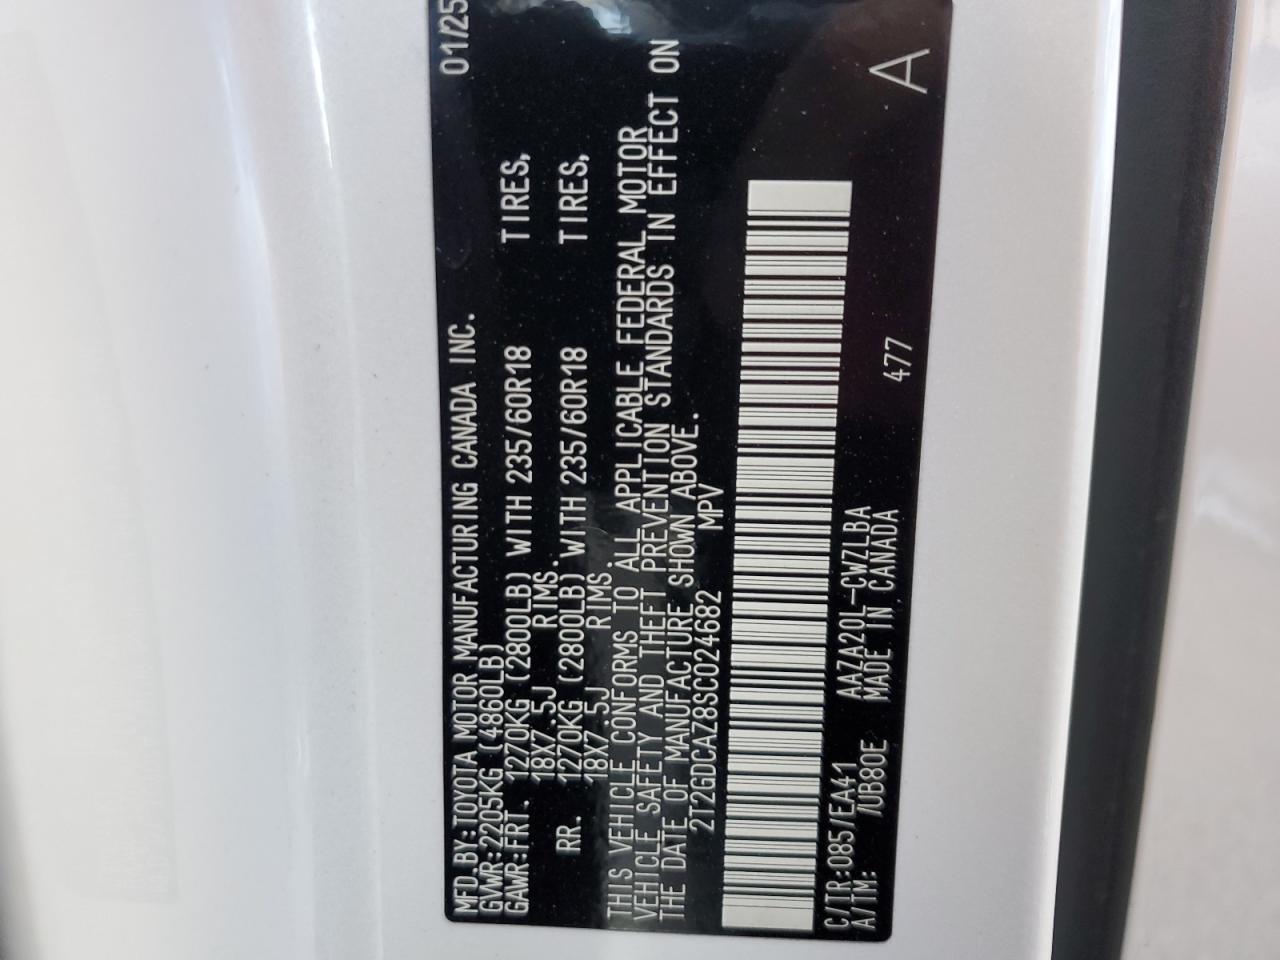 MFD.BY:TOYOTA MOTOR MANUFACTURING CANADA INC. 01/25
GVWR:2205KG (4860LB)
GAWR:FRT. 1270KG (2800LB) WITH 235/60R18 TIRES,
18X7.5J RIMS.
RR. 1270KG (2800LB) WITH 235/60R18 TIRES,
18X7.5J RIMS.
THIS VEHICLE CONFORMS TO ALL APPLICABLE FEDERAL MOTOR
VEHICLE SAFETY AND THEFT PREVENTION STANDARDS IN EFFECT ON
THE DATE OF MANUFACTURE SHOWN ABOVE.
2T2GDCAZ8SC024682 MPV
C/TR:085/EA41 AAZA20L-CWZLBA 477 A
A/TM: /UB80E MADE IN CANADA